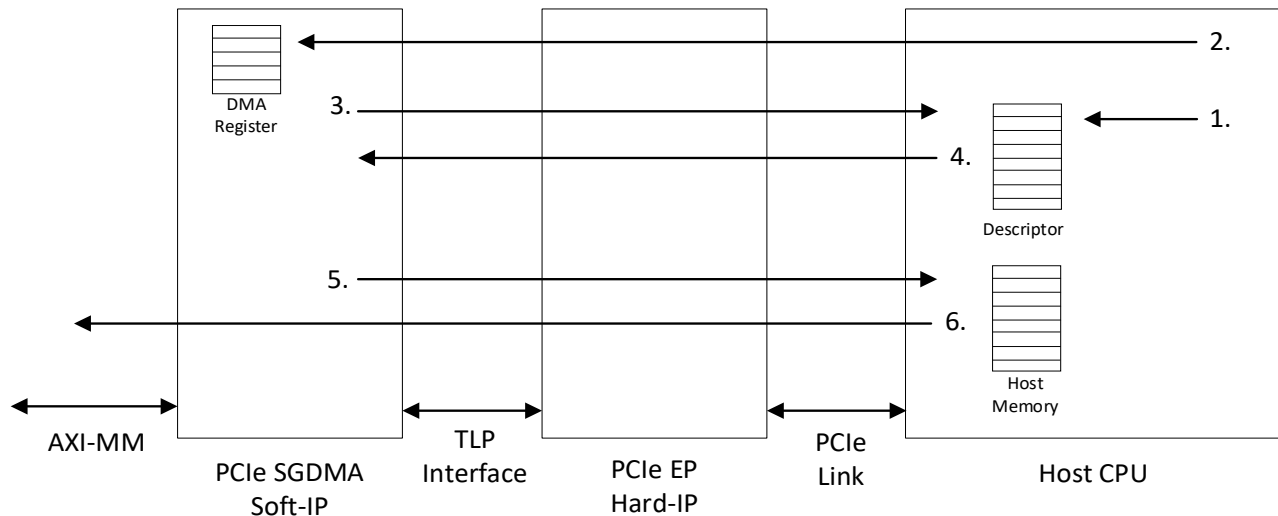 2.
DMA
Register
3.
1.
4.
Descriptor
5.
6.
Host
Memory
AXI-MM
TLP
Interface
PCIe
Link
PCIe SGDMA
Soft-IP
PCIe EP
Hard-IP
Host CPU